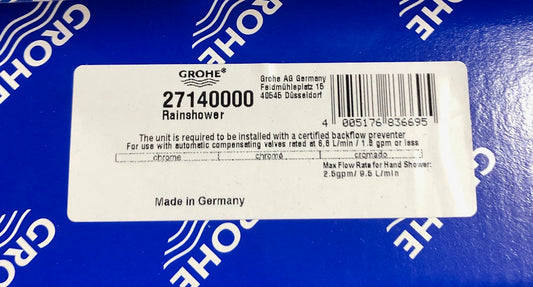 GROHE
GROHE
GROHE
GROHE®
27140000
Rainshower
Grohe AG Germany
Feldmühleplatz 15
40545 Düsseldorf
4 005176 836695
The unit is required to be installed with a certified backflow preventer
For use with automatic compensating valves rated at 6,8 L/min / 1.8 gpm or less
chrome chromé cromado
Max Flow Rate for Hand Shower:
2.5gpm/ 9.5 L/min
Made in Germany
GROHE
GROHE
GROHE